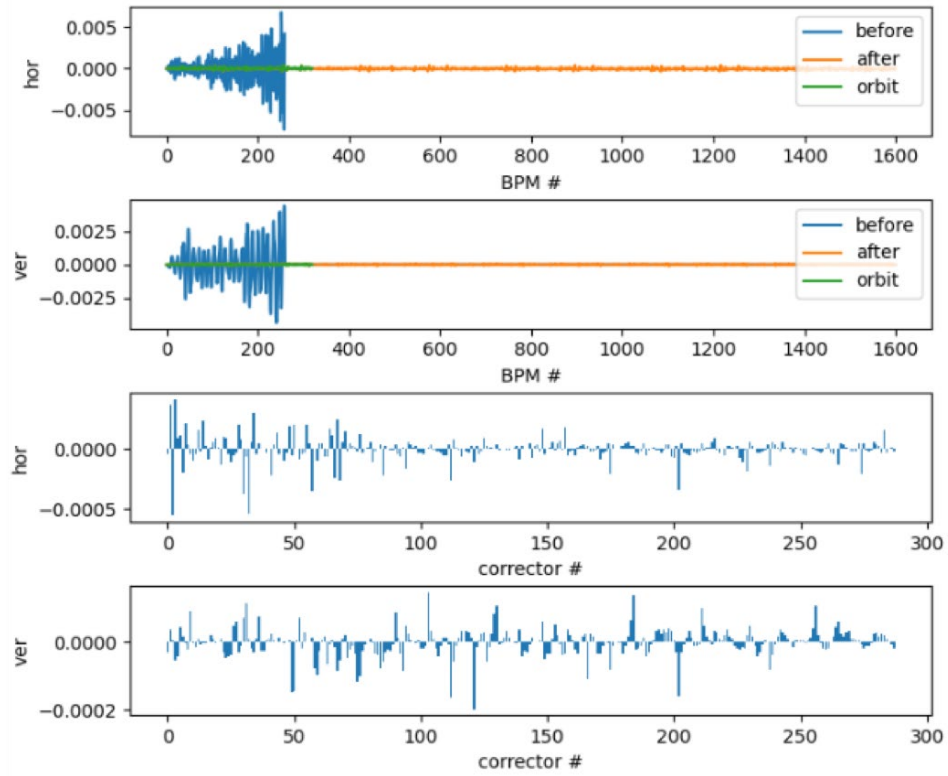 0.005
0.000
−0.005
hor
before
after
orbit
0 200 400 600 800 1000 1200 1400 1600
BPM #
0.0025
0.0000
−0.0025
ver
before
after
orbit
0 200 400 600 800 1000 1200 1400 1600
BPM #
0.0000
−0.0005
hor
0 50 100 150 200 250 300
corrector #
0.0000
−0.0002
ver
0 50 100 150 200 250 300
corrector #